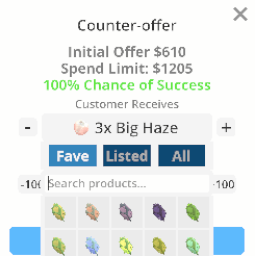 Counter-offer
Initial Offer $610
Spend Limit: $1205
100% Chance of Success
Customer Receives
- 3x Big Haze +
Fave Listed All
Search products...
-100